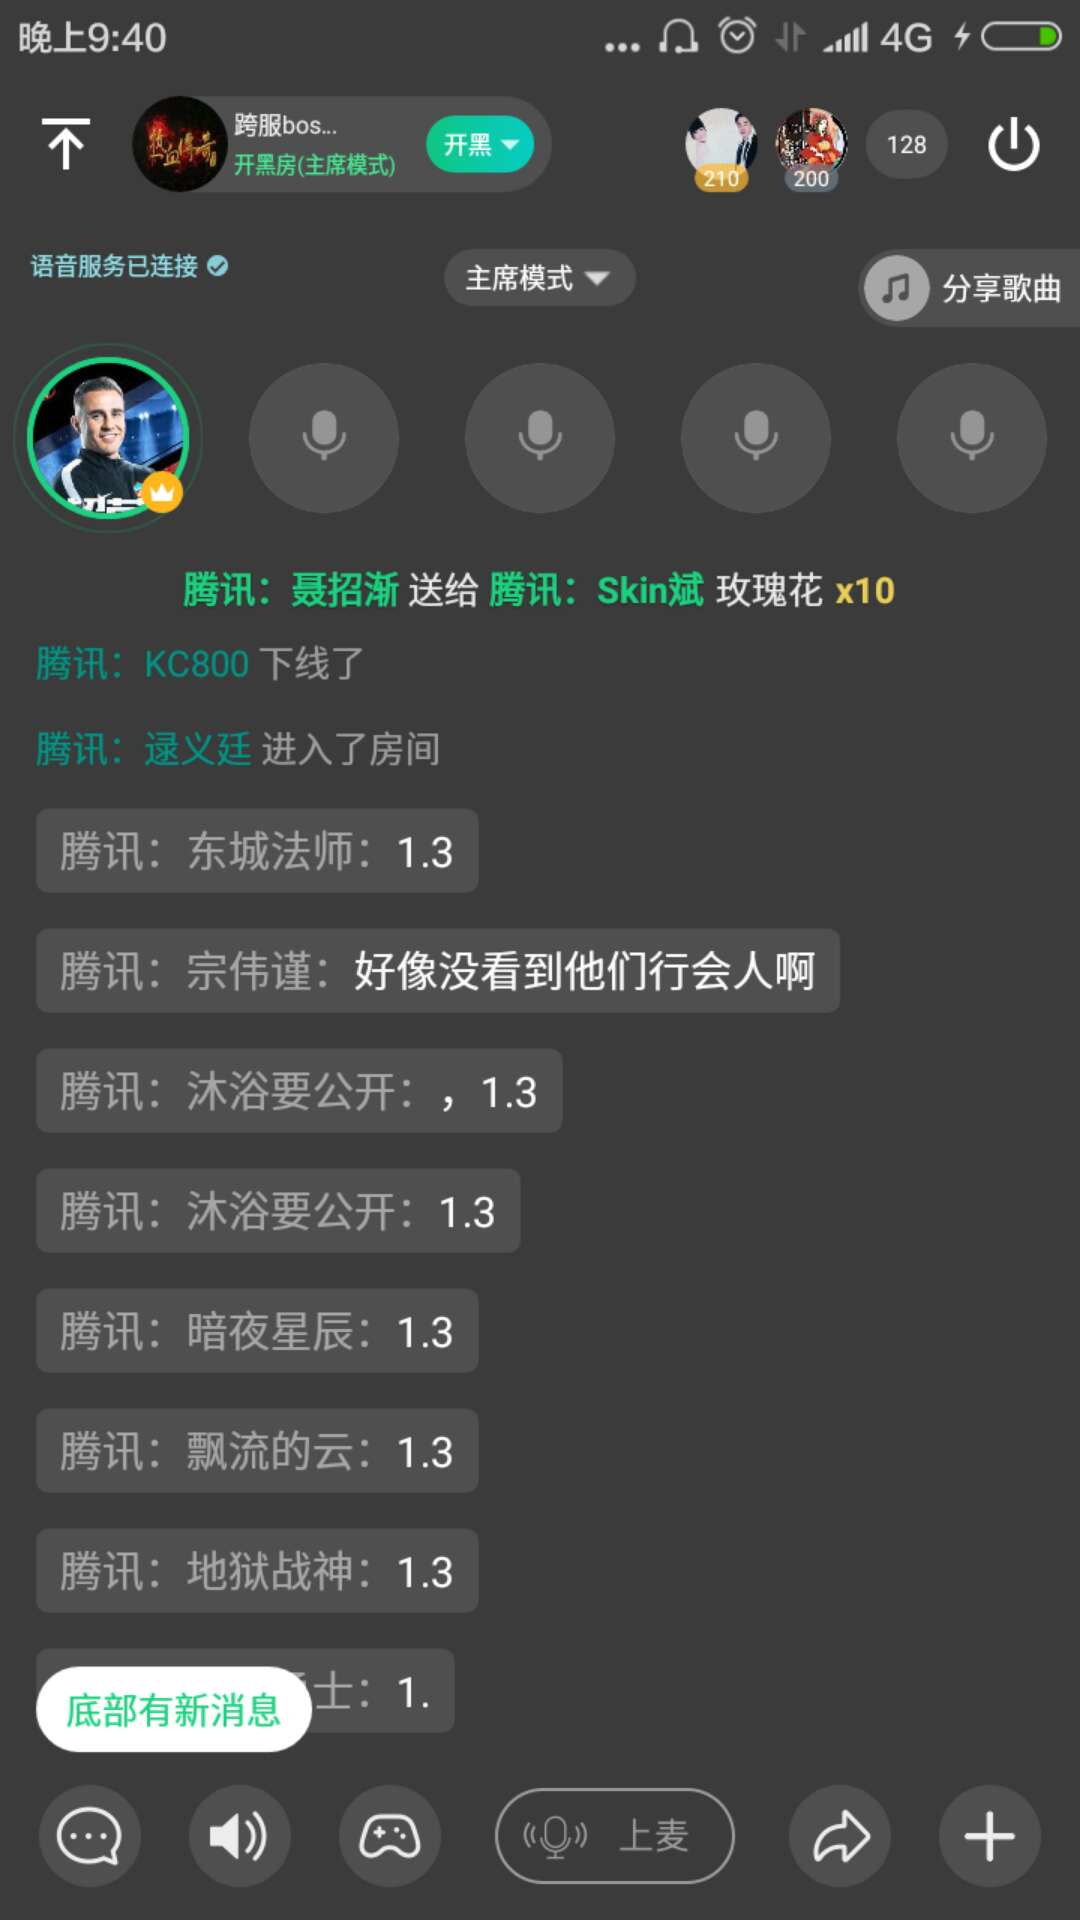 晚上9:40
4G
热血传奇
跨服bos...
开黑房(主席模式)
开黑
210
200
128
语音服务已连接
主席模式
分享歌曲
腾讯：聂招渐 送给 腾讯：Skin斌 玫瑰花 x10
腾讯：KC800 下线了
腾讯：逯义廷 进入了房间
腾讯：东城法师：1.3
腾讯：宗伟谨：好像没看到他们行会人啊
腾讯：沐浴要公开：，1.3
腾讯：沐浴要公开：1.3
腾讯：暗夜星辰：1.3
腾讯：飘流的云：1.3
腾讯：地狱战神：1.3
士：1.
底部有新消息
上麦